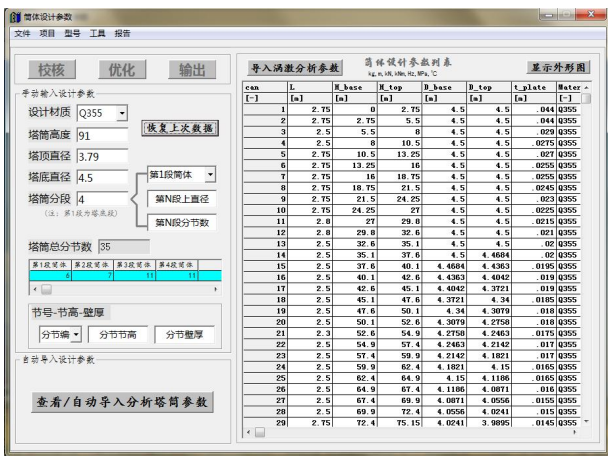 筒体设计参数
文件 项目 型号 工具 报告
校核 优化 输出
手动输入设计参数
设计材质 Q355
恢复上次数据
塔筒高度 91
塔顶直径 3.79
塔底直径 4.5
塔筒分段 4
(注: 第1段为塔底段)
第1段筒体
第N段上直径
第N段分节数
塔筒总分节数 35
第1段筒体 第2段筒体 第3段筒体 第4段筒体
6 7 11 11
节号-节高-壁厚
分节编 分节节高 分节壁厚
自动导入设计参数
查看/自动导入分析塔筒参数
导入涡激分析参数
筒体设计参数列表
kg, m, kN, kNm, Hz, MPa, °C
显示外形图
can L H_base H_top D_base D_top t_plate Mater
[-] [m] [m] [m] [m] [m] [m] [-]
1 2.75 0 2.75 4.5 4.5 .044 Q355
2 2.75 2.75 5.5 4.5 4.5 .044 Q355
3 2.5 5.5 8 4.5 4.5 .029 Q355
4 2.5 8 10.5 4.5 4.5 .0275 Q355
5 2.75 10.5 13.25 4.5 4.5 .027 Q355
6 2.75 13.25 16 4.5 4.5 .0255 Q355
7 2.75 16 18.75 4.5 4.5 .0255 Q355
8 2.75 18.75 21.5 4.5 4.5 .0245 Q355
9 2.75 21.5 24.25 4.5 4.5 .023 Q355
10 2.75 24.25 27 4.5 4.5 .0225 Q355
11 2.8 27 29.8 4.5 4.5 .0215 Q355
12 2.8 29.8 32.6 4.5 4.5 .021 Q355
13 2.5 32.6 35.1 4.5 4.5 .02 Q355
14 2.5 35.1 37.6 4.5 4.4684 .02 Q355
15 2.5 37.6 40.1 4.4684 4.4363 .0195 Q355
16 2.5 40.1 42.6 4.4363 4.4042 .019 Q355
17 2.5 42.6 45.1 4.4042 4.3721 .019 Q355
18 2.5 45.1 47.6 4.3721 4.34 .0185 Q355
19 2.5 47.6 50.1 4.34 4.3079 .018 Q355
20 2.5 50.1 52.6 4.3079 4.2758 .018 Q355
21 2.3 52.6 54.9 4.2758 4.2463 .0175 Q355
22 2.5 54.9 57.4 4.2463 4.2142 .017 Q355
23 2.5 57.4 59.9 4.2142 4.1821 .017 Q355
24 2.5 59.9 62.4 4.1821 4.15 .0165 Q355
25 2.5 62.4 64.9 4.15 4.1186 .0165 Q355
26 2.5 64.9 67.4 4.1186 4.0871 .016 Q355
27 2.5 67.4 69.9 4.0871 4.0556 .0155 Q355
28 2.5 69.9 72.4 4.0556 4.0241 .015 Q355
29 2.75 72.4 75.15 4.0241 3.9895 .0145 Q355